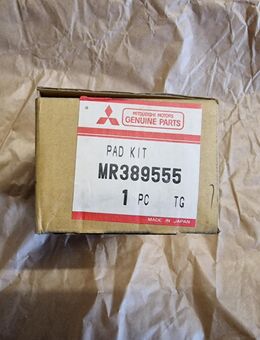 MITSUBISHI MOTORS
GENUINE PARTS
PAD KIT
MR389555
1 PC TG
MADE IN JAPAN